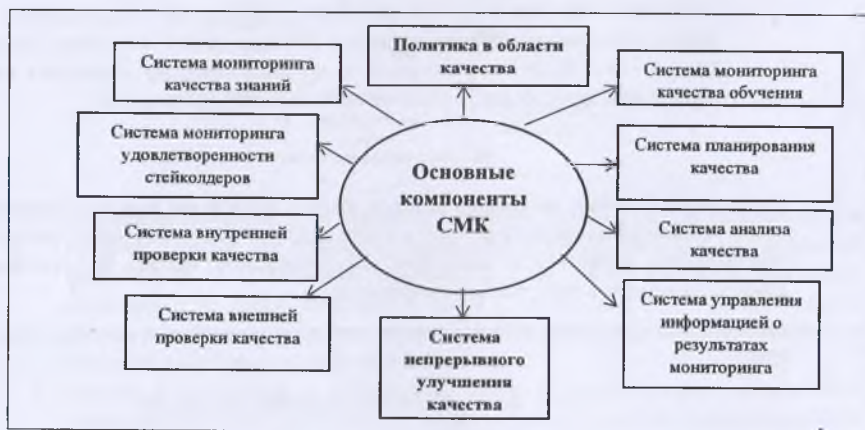 Политика в области
качества
Система мониторинга
качества знаний
Система мониторинга
качества обучения
Система мониторинга
удовлетворенности
стейколдеров
Основные
компоненты
СМК
Система планирования
качества
Система внутренней
проверки качества
Система анализа
качества
Система внешней
проверки качества
Система
непрерывного
улучшения
качества
Система управления
информацией о
результатах
мониторинга